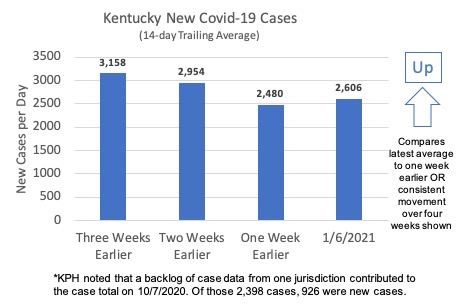 Kentucky New Covid-19 Cases
(14-day Trailing Average)
3500
3000
2500
2000
1500
1000
500
0
New Cases per Day
3,158
2,954
2,480
2,606
Three Weeks
Earlier
Two Weeks
Earlier
One Week
Earlier
1/6/2021
Up
Compares
latest average
to one week
earlier OR
consistent
movement
over four
weeks shown
*KPH noted that a backlog of case data from one jurisdiction contributed to
the case total on 10/7/2020. Of those 2,398 cases, 926 were new cases.